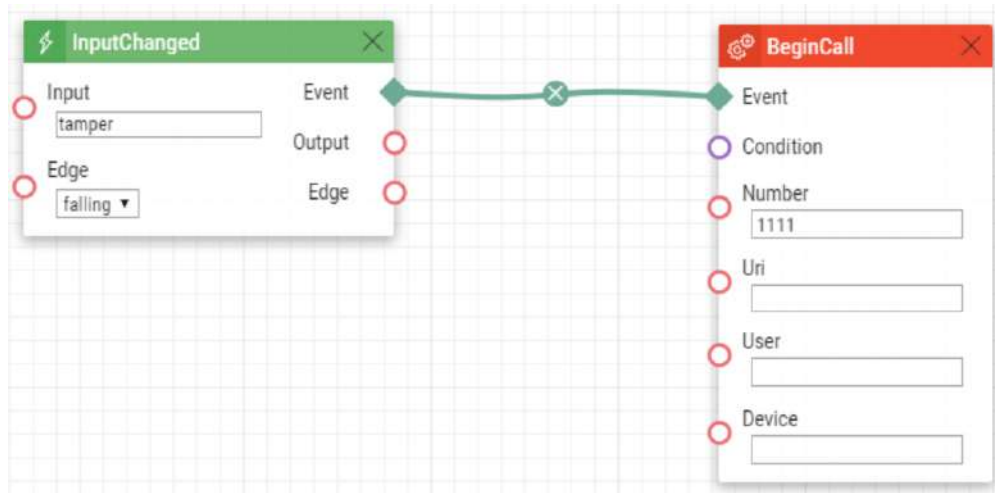 InputChanged
Input
tamper
Edge
falling
Event
Output
Edge
BeginCall
Event
Condition
Number
1111
Uri
User
Device